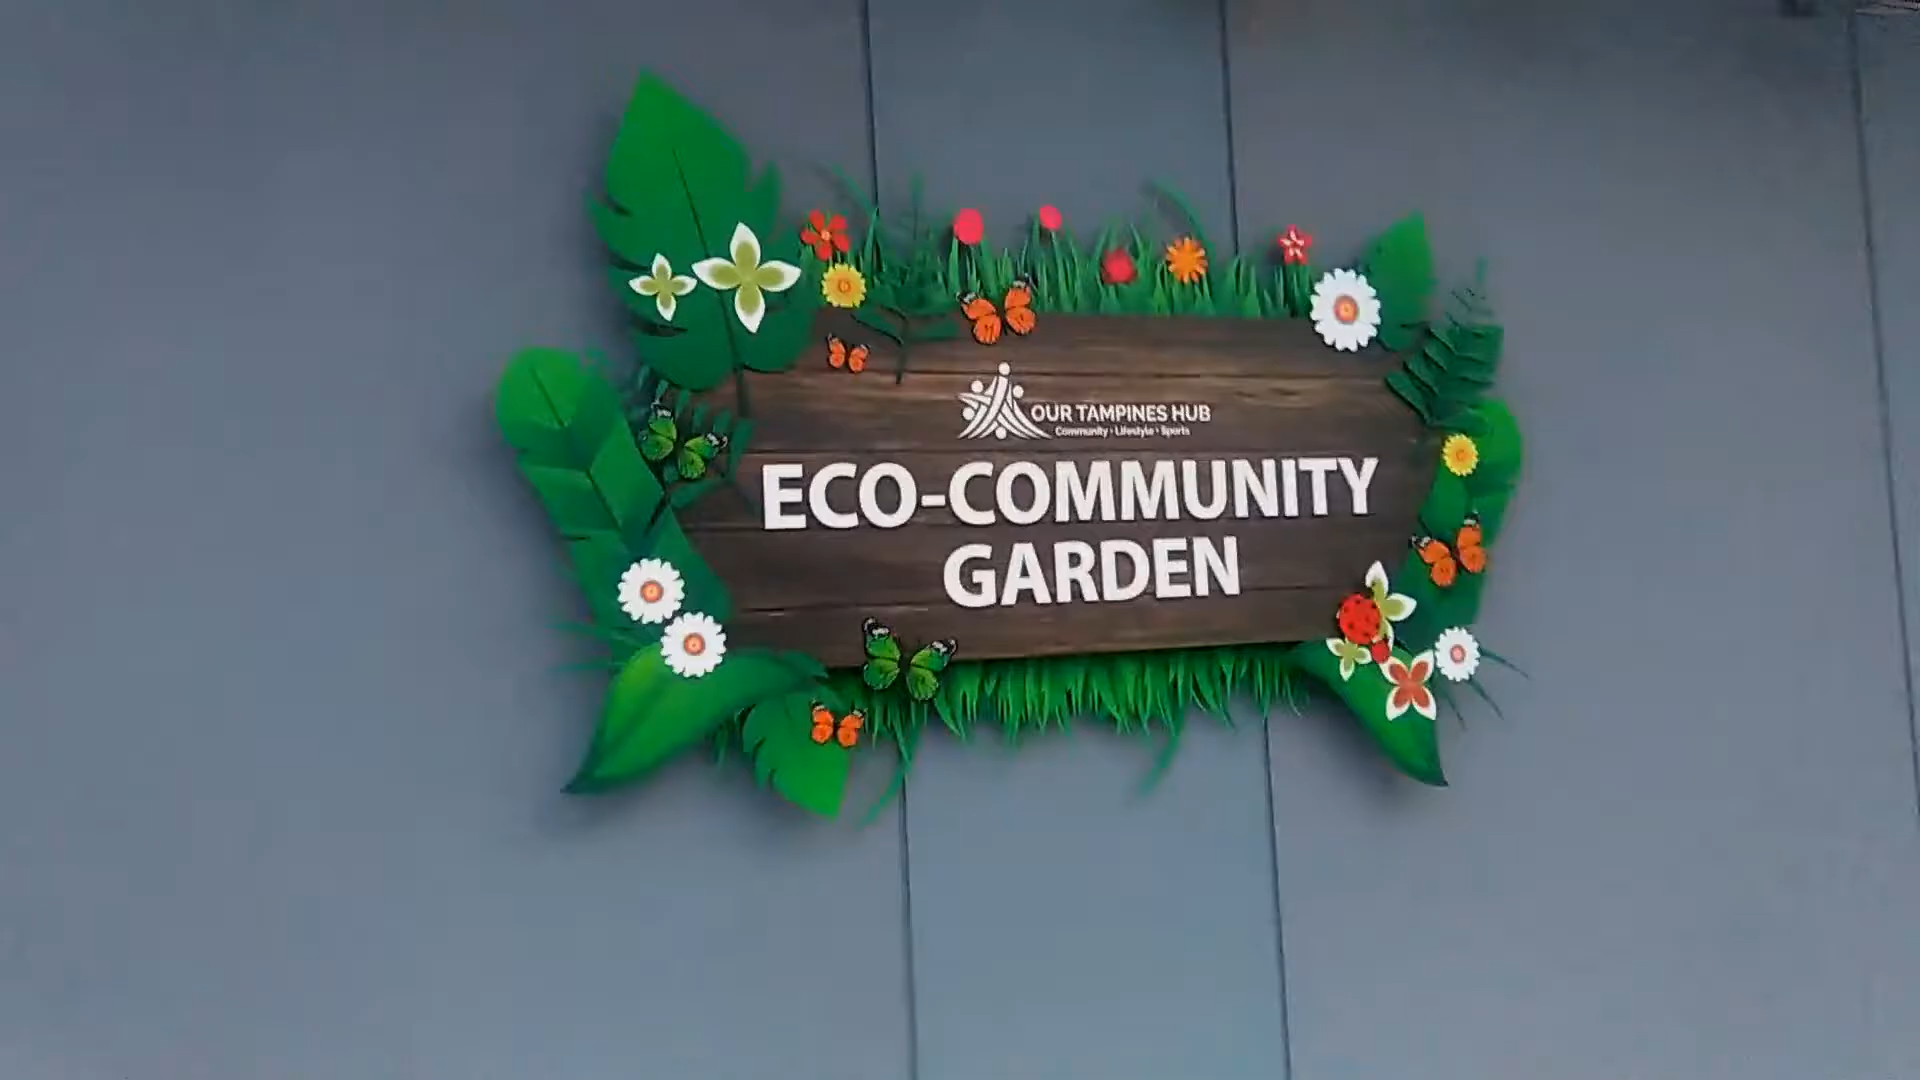 OUR TAMPINES HUB
Community • Lifestyle • Sports
ECO-COMMUNITY
GARDEN